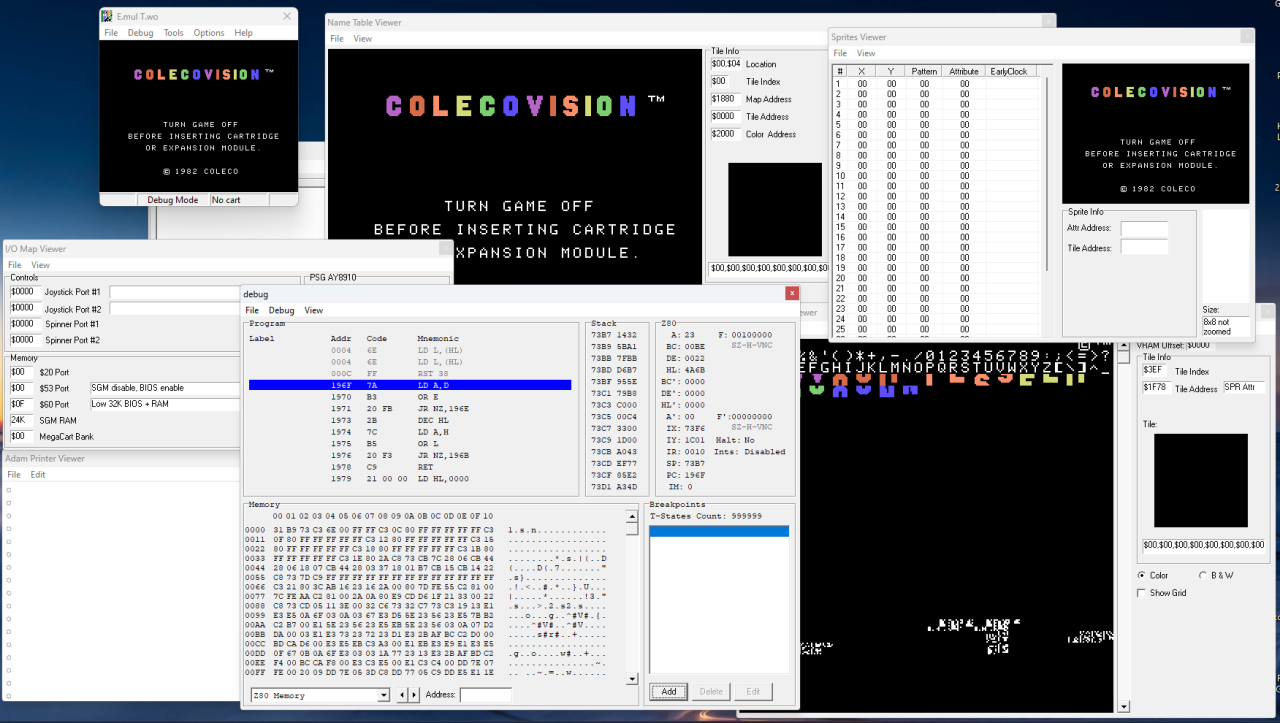 E.mul T.wo
File Debug Tools Options Help
COLECOVISION ™
TURN GAME OFF
BEFORE INSERTING CARTRIDGE
OR EXPANSION MODULE.
© 1982 COLECO
Debug Mode No cart
Name Table Viewer
File View
COLECOVISION ™
TURN GAME OFF
BEFORE INSERTING CARTRIDGE
EXPANSION MODULE.
Tile Info
$00,$04 Location
$00 Tile Index
$1880 Map Address
$0000 Tile Address
$2000 Color Address
$00,$00,$00,$00,$00,$00,$00,$00
Sprites Viewer
File View
# X Y Pattern Attribute EarlyClock
1 00 00 00 00
2 00 00 00 00
3 00 00 00 00
4 00 00 00 00
5 00 00 00 00
6 00 00 00 00
7 00 00 00 00
8 00 00 00 00
9 00 00 00 00
10 00 00 00 00
11 00 00 00 00
12 00 00 00 00
13 00 00 00 00
14 00 00 00 00
15 00 00 00 00
16 00 00 00 00
17 00 00 00 00
18 00 00 00 00
19 00 00 00 00
20 00 00 00 00
21 00 00 00 00
22 00 00 00 00
23 00 00 00 00
24 00 00 00 00
25 00 00 00 00
COLECOVISION ™
TURN GAME OFF
BEFORE INSERTING CARTRIDGE
OR EXPANSION MODULE.
© 1982 COLECO
Sprite Info
Attr Address:
Tile Address:
Size:
8x8 not
zoomed
I/O Map Viewer
File View
Controls
$0000 Joystick Port #1
$0000 Joystick Port #2
$0000 Spinner Port #1
$0000 Spinner Port #2
PSG AY8910
Memory
$00 $20 Port
$00 $53 Port SGM disable, BIOS enable
$0F $60 Port Low 32K BIOS + RAM
24K SGM RAM
$00 MegaCart Bank
Adam Printer Viewer
File Edit
debug
File Debug View
Program
Label Addr Code Mnemonic
0004 6E LD L,(HL)
0004 6E LD L,(HL)
000C FF RST 38
196F 7A LD A,D
1970 B3 OR E
1971 20 FB JR NZ,196E
1973 2B DEC HL
1974 7C LD A,H
1975 B5 OR L
1976 20 F3 JR NZ,196B
1978 C9 RET
1979 21 00 00 LD HL,0000
Stack
73B7 1432
73B9 5BA1
73BB 7FBB
73BD D6B7
73BF 955E
73C1 79B8
73C3 C000
73C5 00C4
73C7 3300
73C9 1D00
73CB A043
73CD EF77
73CF 85E2
73D1 A34D
Z80
A: 23 F: 00100000
BC: 00BE SZ-H-VNC
DE: 0022
HL: 4A6B
BC':0000
DE':0000
HL':0000
A': 00 F':00000000
IX: 73F6 SZ-H-VNC
IY: 1C01 Halt: No
IR: 0010 Ints: Disabled
SP: 73B7
PC: 196F
IM: 0
Memory
00 01 02 03 04 05 06 07 08 09 0A 0B 0C 0D 0E 0F 10
0000 31 B9 73 C3 6E 00 FF FF C3 0C 80 FF FF FF FF FF C3 1.s.n............
0011 0F 80 FF FF FF FF FF C3 12 80 FF FF FF FF FF C3 15 .................
0022 80 FF FF FF FF FF C3 18 80 FF FF FF FF FF C3 1B 80 .................
0033 FF FF FF FF FF C3 1E 80 2A C8 73 CB 7C 28 06 CB 44 ........*.s.|(..D
0044 28 06 18 07 CB 44 28 03 37 18 01 B7 CB 15 CB 14 22 (....D(.7......."
0055 C8 73 7D C9 FF FF FF FF FF FF FF FF FF FF FF FF FF .s}..............
0066 C3 21 80 3C AB 16 23 16 2A 00 80 7D FE 55 C2 81 00 .!.<..#.*..}.U...
0077 7C FE AA C2 81 00 2A 0A 80 E9 CD D6 1F 21 33 00 22 |.....*......!3."
0088 C8 73 CD 05 11 3E 00 32 C6 73 32 C7 73 C3 19 13 E1 .s...>.2.s2.s....
0099 E3 E5 0A 6F 03 0A 03 67 E3 D5 5E 23 56 23 E5 7B B2 ...o...g..^#V#.{.
00AA C2 B7 00 E1 5E 23 56 23 E5 EB 5E 23 56 03 0A 07 D2 ....^#V#..^#V....
00BB DA 00 03 E1 E3 73 23 72 23 D1 E3 2B AF BC C2 D0 00 .....s#r#..+.....
00CC BD CA D6 00 E3 E5 EB C3 A3 00 E1 EB E3 E9 E1 E3 E5 .................
00DD 0F 67 0B 0A 6F E3 03 03 1A 77 23 13 E3 2B AF BD C2 .g..o....w#..+...
00EE F4 00 BC CA F8 00 E3 C3 E5 00 E1 C3 C4 00 DD 7E 07 ...............~.
00FF FE 00 20 09 DD 7E 05 3D C8 DD 77 05 C9 DD E5 E1 1E .. ..~.=..w......
Z80 Memory Address:
Breakpoints
T-States Count: 999999
Add Delete Edit
ewer
%&'()*+,-./0123456789:;<=>?
EFGHIJKLMNOPQRSTUVWXYZ[\]^_
VRAM Offset: $0000
Tile Info
$3EF Tile Index
$1F78 Tile Address SPR Attr
Tile:
$00,$00,$00,$00,$00,$00,$00,$00
Color B & W
Show Grid